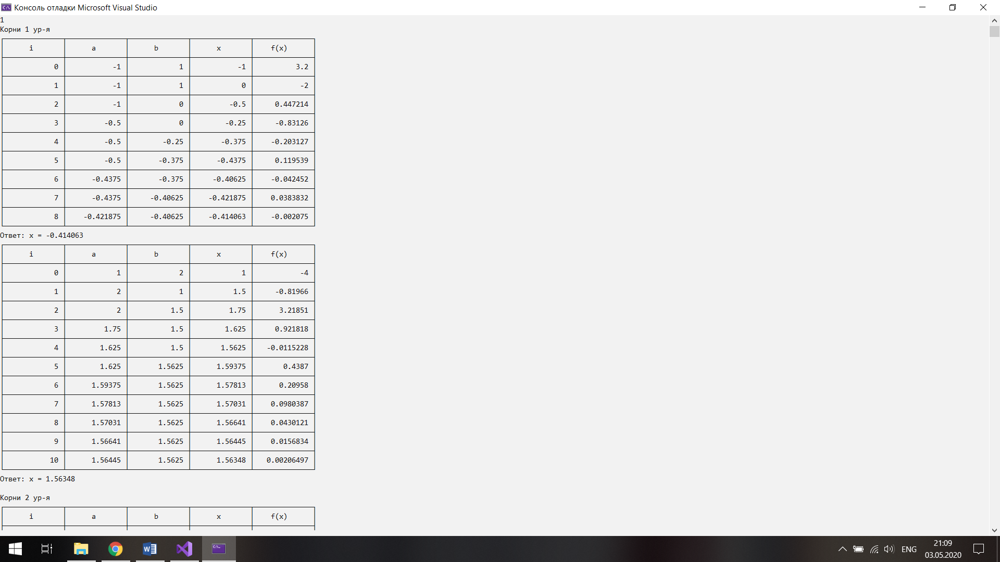 Консоль отладки Microsoft Visual Studio
1
Корни 1 ур-я
i a b x f(x)
0 -1 1 -1 3.2
1 -1 1 0 -2
2 -1 0 -0.5 0.447214
3 -0.5 0 -0.25 -0.83126
4 -0.5 -0.25 -0.375 -0.203127
5 -0.5 -0.375 -0.4375 0.119539
6 -0.4375 -0.375 -0.40625 -0.042452
7 -0.4375 -0.40625 -0.421875 0.0383832
8 -0.421875 -0.40625 -0.414063 -0.002075
Ответ: x = -0.414063
i a b x f(x)
0 1 2 1 -4
1 2 1 1.5 -0.81966
2 2 1.5 1.75 3.21851
3 1.75 1.5 1.625 0.921818
4 1.625 1.5 1.5625 -0.0115228
5 1.625 1.5625 1.59375 0.4387
6 1.59375 1.5625 1.57813 0.20958
7 1.57813 1.5625 1.57031 0.0980387
8 1.57031 1.5625 1.56641 0.0430121
9 1.56641 1.5625 1.56445 0.0156834
10 1.56445 1.5625 1.56348 0.00206497
Ответ: x = 1.56348
Корни 2 ур-я
i a b x f(x)
ENG
21:09
03.05.2020